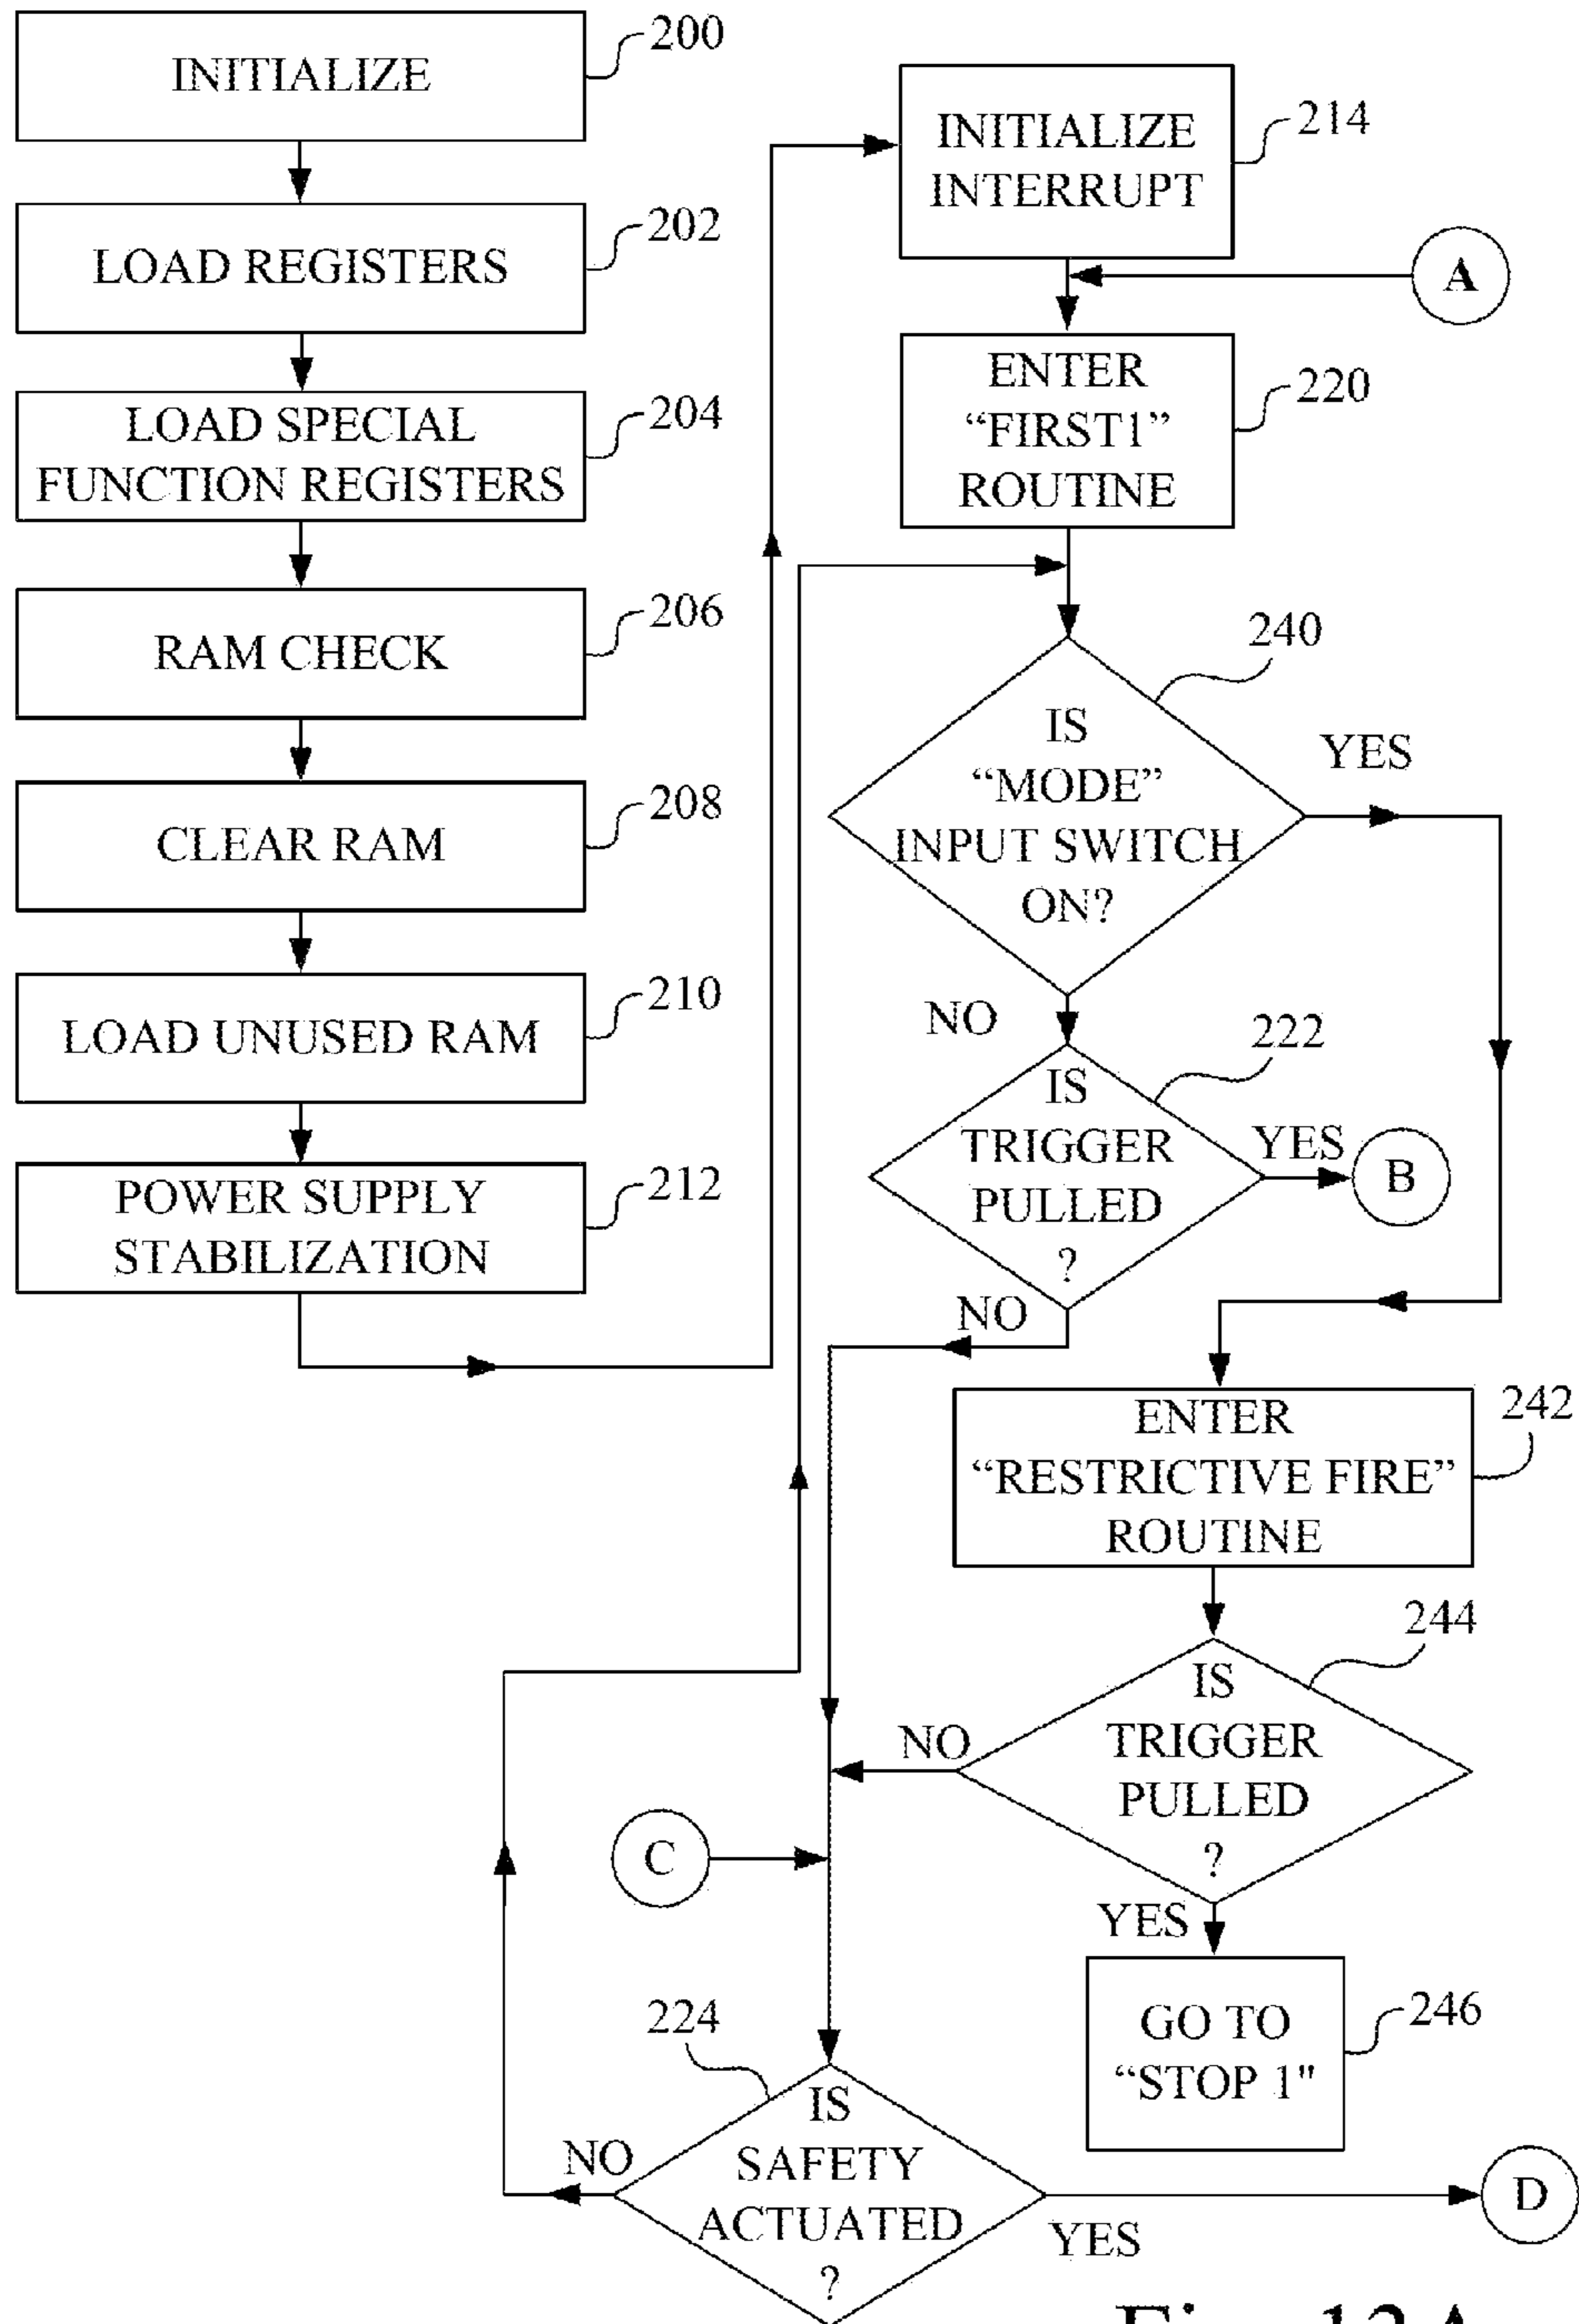 INITIALIZE
200
LOAD REGISTERS
202
LOAD SPECIAL
FUNCTION REGISTERS
204
RAM CHECK
206
CLEAR RAM
208
LOAD UNUSED RAM
210
POWER SUPPLY
STABILIZATION
212
INITIALIZE
INTERRUPT
214
A
ENTER
“FIRST1”
ROUTINE
220
IS
“MODE”
INPUT SWITCH
ON?
240
YES
NO
IS
TRIGGER
PULLED
?
222
YES
B
NO
ENTER
“RESTRICTIVE FIRE”
ROUTINE
242
IS
TRIGGER
PULLED
?
244
NO
YES
C
GO TO
“STOP 1"
246
IS
SAFETY
ACTUATED
?
224
NO
YES
D